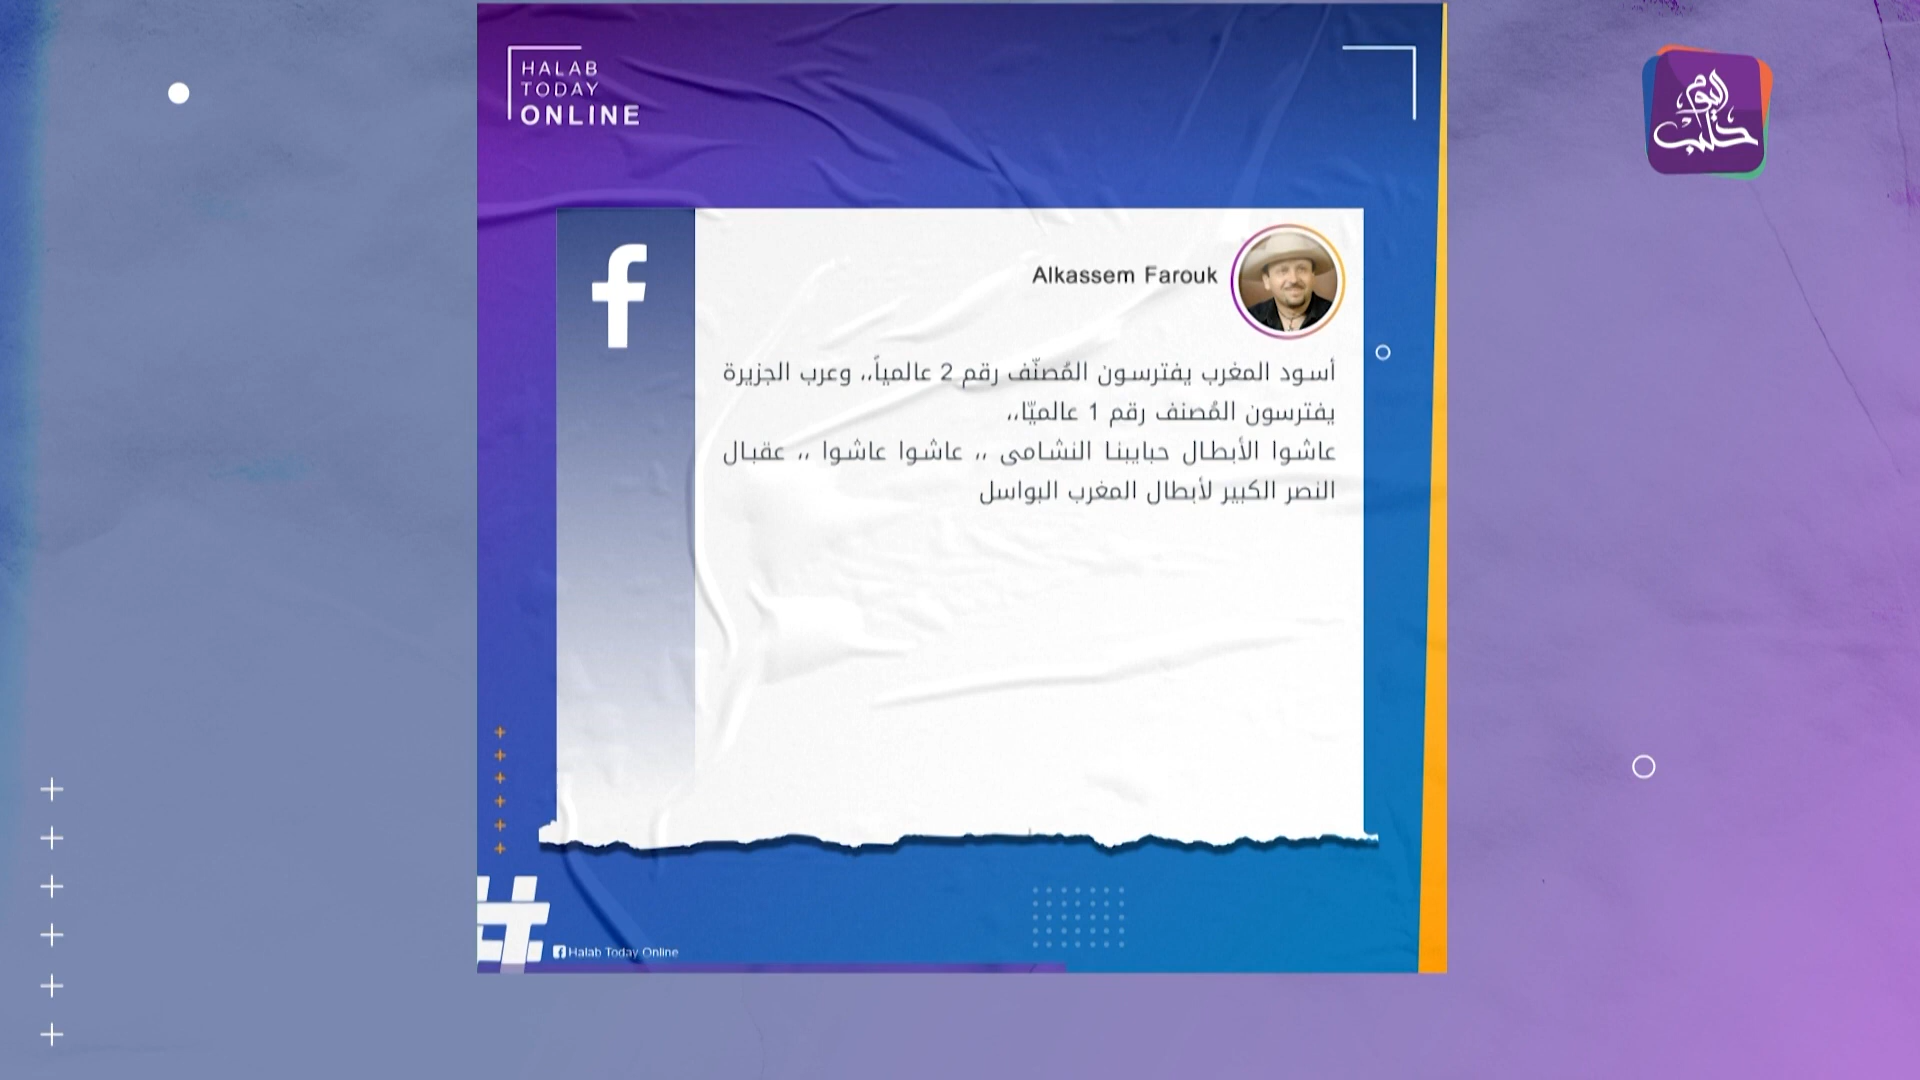 HALAB
TODAY
ONLINE
اليوم
حلب
Alkassem Farouk
أسود المغرب يفترسون المُصنّف رقم 2 عالمياً،، وعرب الجزيرة
يفترسون المُصنف رقم 1 عالميّا،،
عاشوا الأبطال حبايبنا النشامى ،، عاشوا عاشوا ،، عقبال
النصر الكبير لأبطال المغرب البواسل
Halab Today Online